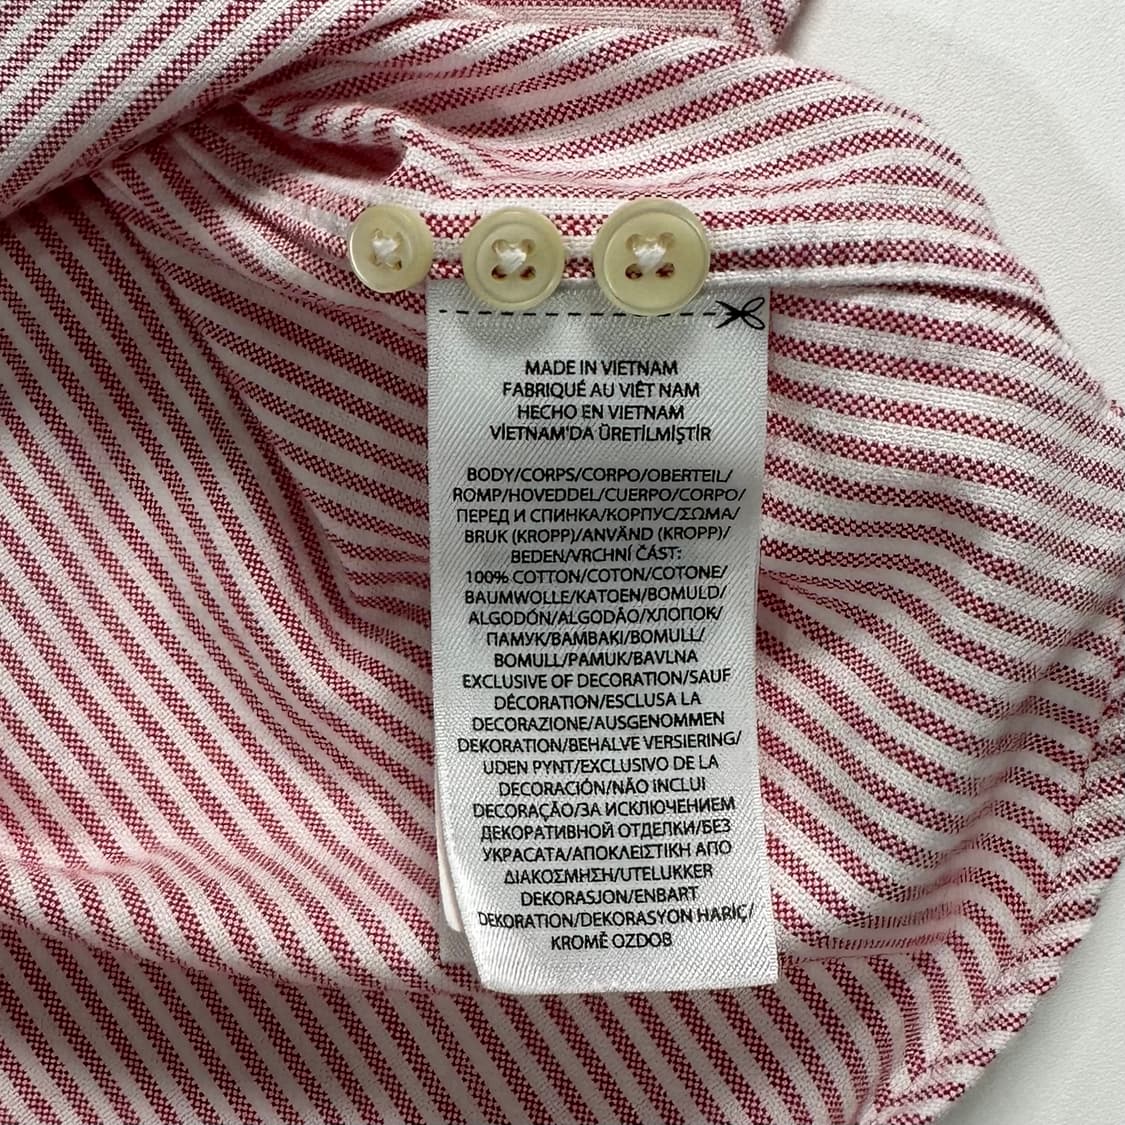 MADE IN VIETNAM
FABRIQUÉ AU VIÊT NAM
HECHO EN VIETNAM
VİETNAM'DA ÜRETİLMİŞTİR
BODY/CORPS/CORPO/OBERTEIL/
ROMP/HOVEDDEL/CUERPO/CORPO/
ПЕРЕД И СПИНКА/КОРПУС/ΣΩΜΑ/
BRUK (KROPP)/ANVÄND (KROPP)/
BEDEN/VRCHNÍ ČÁST:
100% COTTON/COTON/COTONE/
BAUMWOLLE/KATOEN/BOMULD/
ALGODÓN/ALGODÃO/ХЛОПОК/
ПАМУК/ΒΑΜΒΑΚΙ/BOMULL/
BOMULL/PAMUK/BAVLNA
EXCLUSIVE OF DECORATION/SAUF
DÉCORATION/ESCLUSA LA
DECORAZIONE/AUSGENOMMEN
DEKORATION/BEHALVE VERSIERING/
UDEN PYNT/EXCLUSIVO DE LA
DECORACIÓN/NÃO INCLUI
DECORAÇÃO/ЗА ИСКЛЮЧЕНИЕМ
ДЕКОРАТИВНОЙ ОТДЕЛКИ/БЕЗ
УКРАСАТА/ΑΠΟΚΛΕΙΣΤΙΚΗ ΑΠΟ
ΔΙΑΚΟΣΜΗΣΗ/UTELUKKER
DEKORASJON/ENBART
DEKORATION/DEKORASYON HARİÇ/
KROMĚ OZDOB